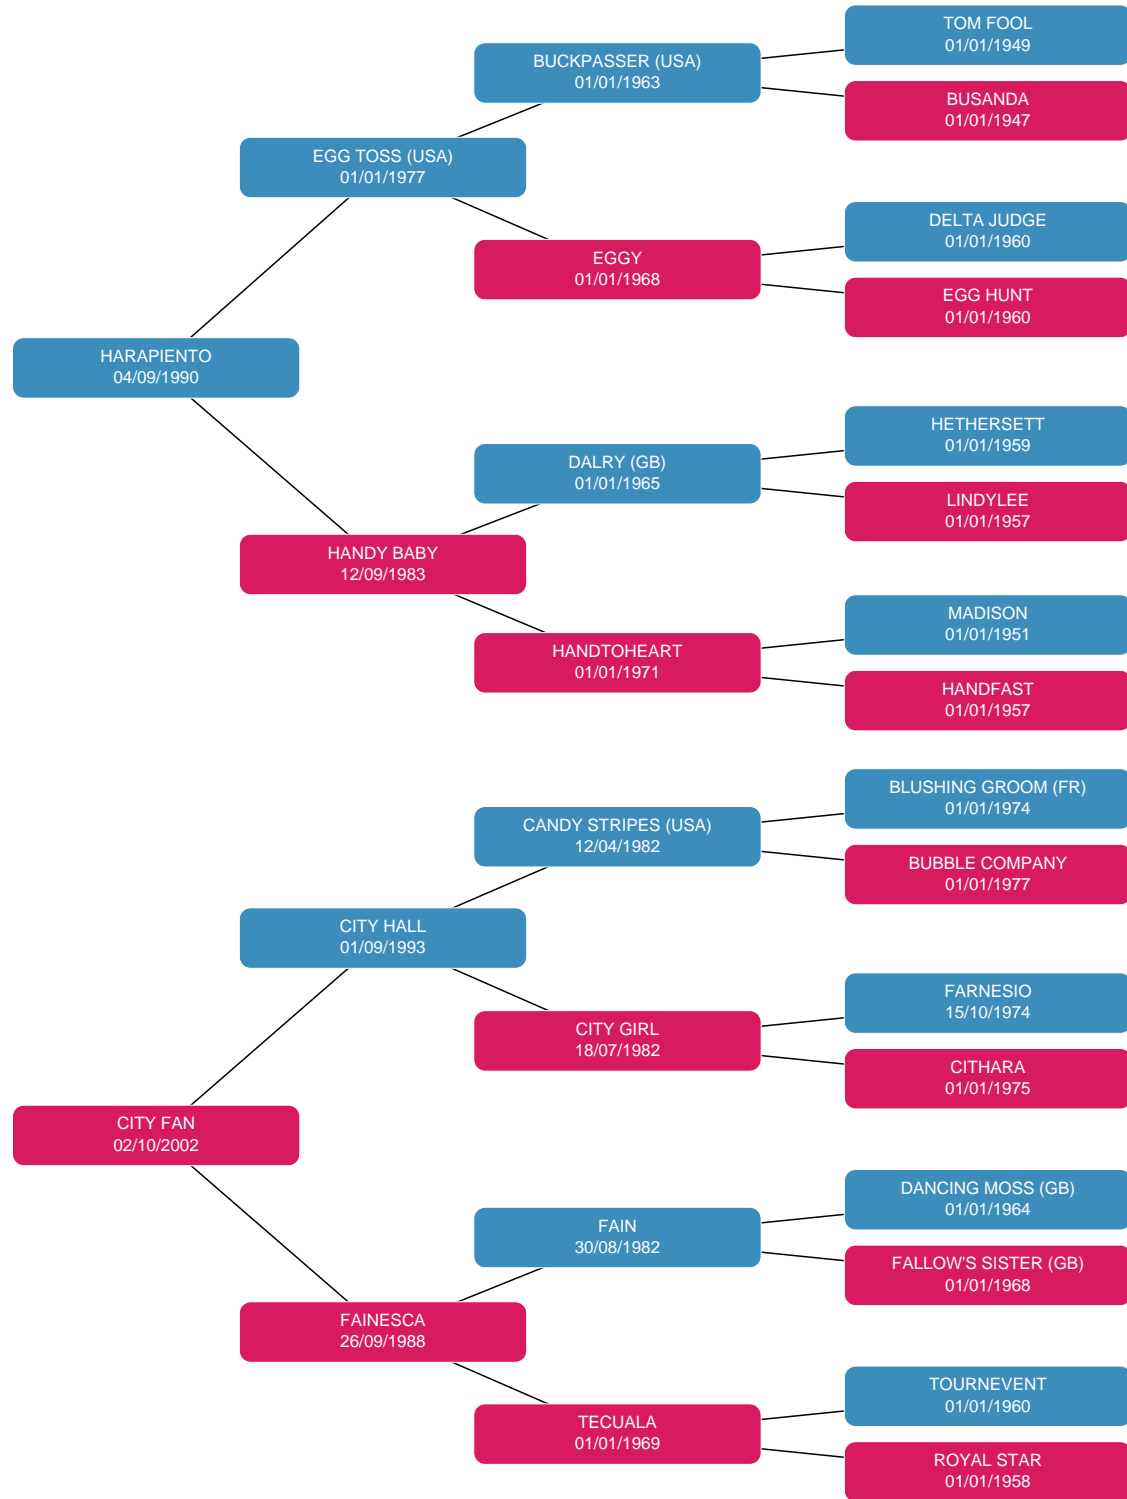 TOM FOOL
01/01/1949
BUCKPASSER (USA)
01/01/1963
BUSANDA
01/01/1947
EGG TOSS (USA)
01/01/1977
DELTA JUDGE
01/01/1960
EGGY
01/01/1968
EGG HUNT
01/01/1960
HARAPIENTO
04/09/1990
HETHERSETT
01/01/1959
DALRY (GB)
01/01/1965
LINDYLEE
01/01/1957
HANDY BABY
12/09/1983
MADISON
01/01/1951
HANDTOHEART
01/01/1971
HANDFAST
01/01/1957
BLUSHING GROOM (FR)
01/01/1974
CANDY STRIPES (USA)
12/04/1982
BUBBLE COMPANY
01/01/1977
CITY HALL
01/09/1993
FARNESIO
15/10/1974
CITY GIRL
18/07/1982
CITHARA
01/01/1975
CITY FAN
02/10/2002
DANCING MOSS (GB)
01/01/1964
FAIN
30/08/1982
FALLOW'S SISTER (GB)
01/01/1968
FAINESCA
26/09/1988
TOURNEVENT
01/01/1960
TECUALA
01/01/1969
ROYAL STAR
01/01/1958